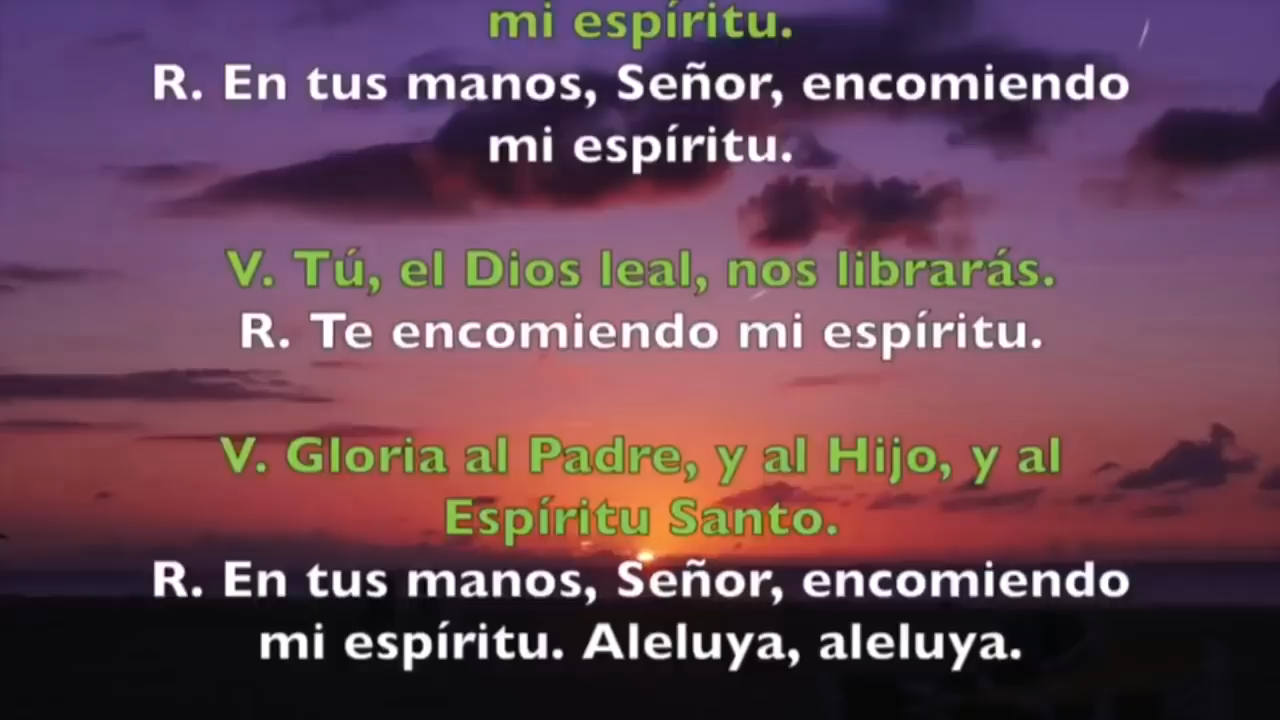 mi espíritu.
R. En tus manos, Señor, encomiendo
mi espíritu.
V. Tú, el Dios leal, nos librarás.
R. Te encomiendo mi espíritu.
V. Gloria al Padre, y al Hijo, y al
Espíritu Santo.
R. En tus manos, Señor, encomiendo
mi espíritu. Aleluya, aleluya.